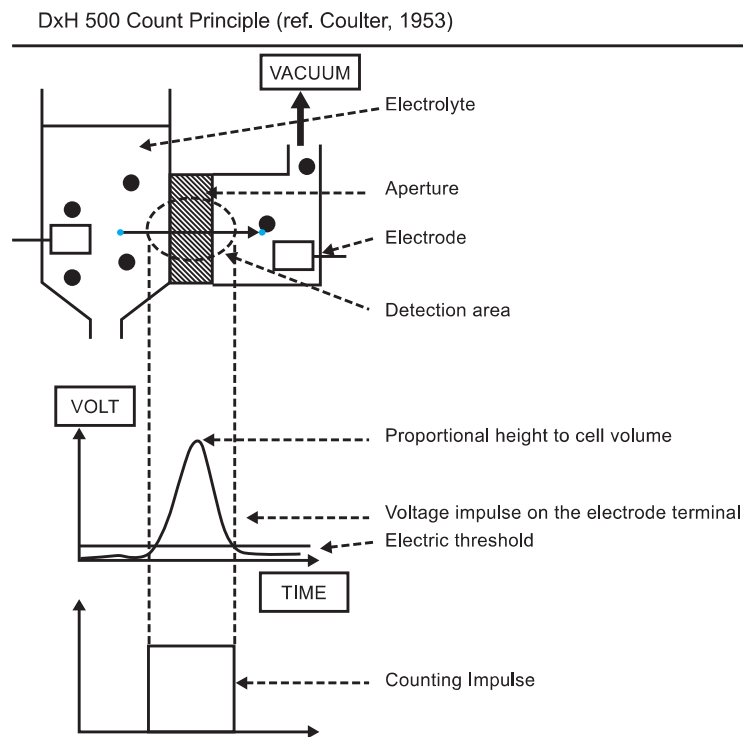 DxH 500 Count Principle (ref. Coulter, 1953)
VACUUM
Electrolyte
Aperture
Electrode
Detection area
VOLT
Proportional height to cell volume
Voltage impulse on the electrode terminal
Electric threshold
TIME
Counting Impulse